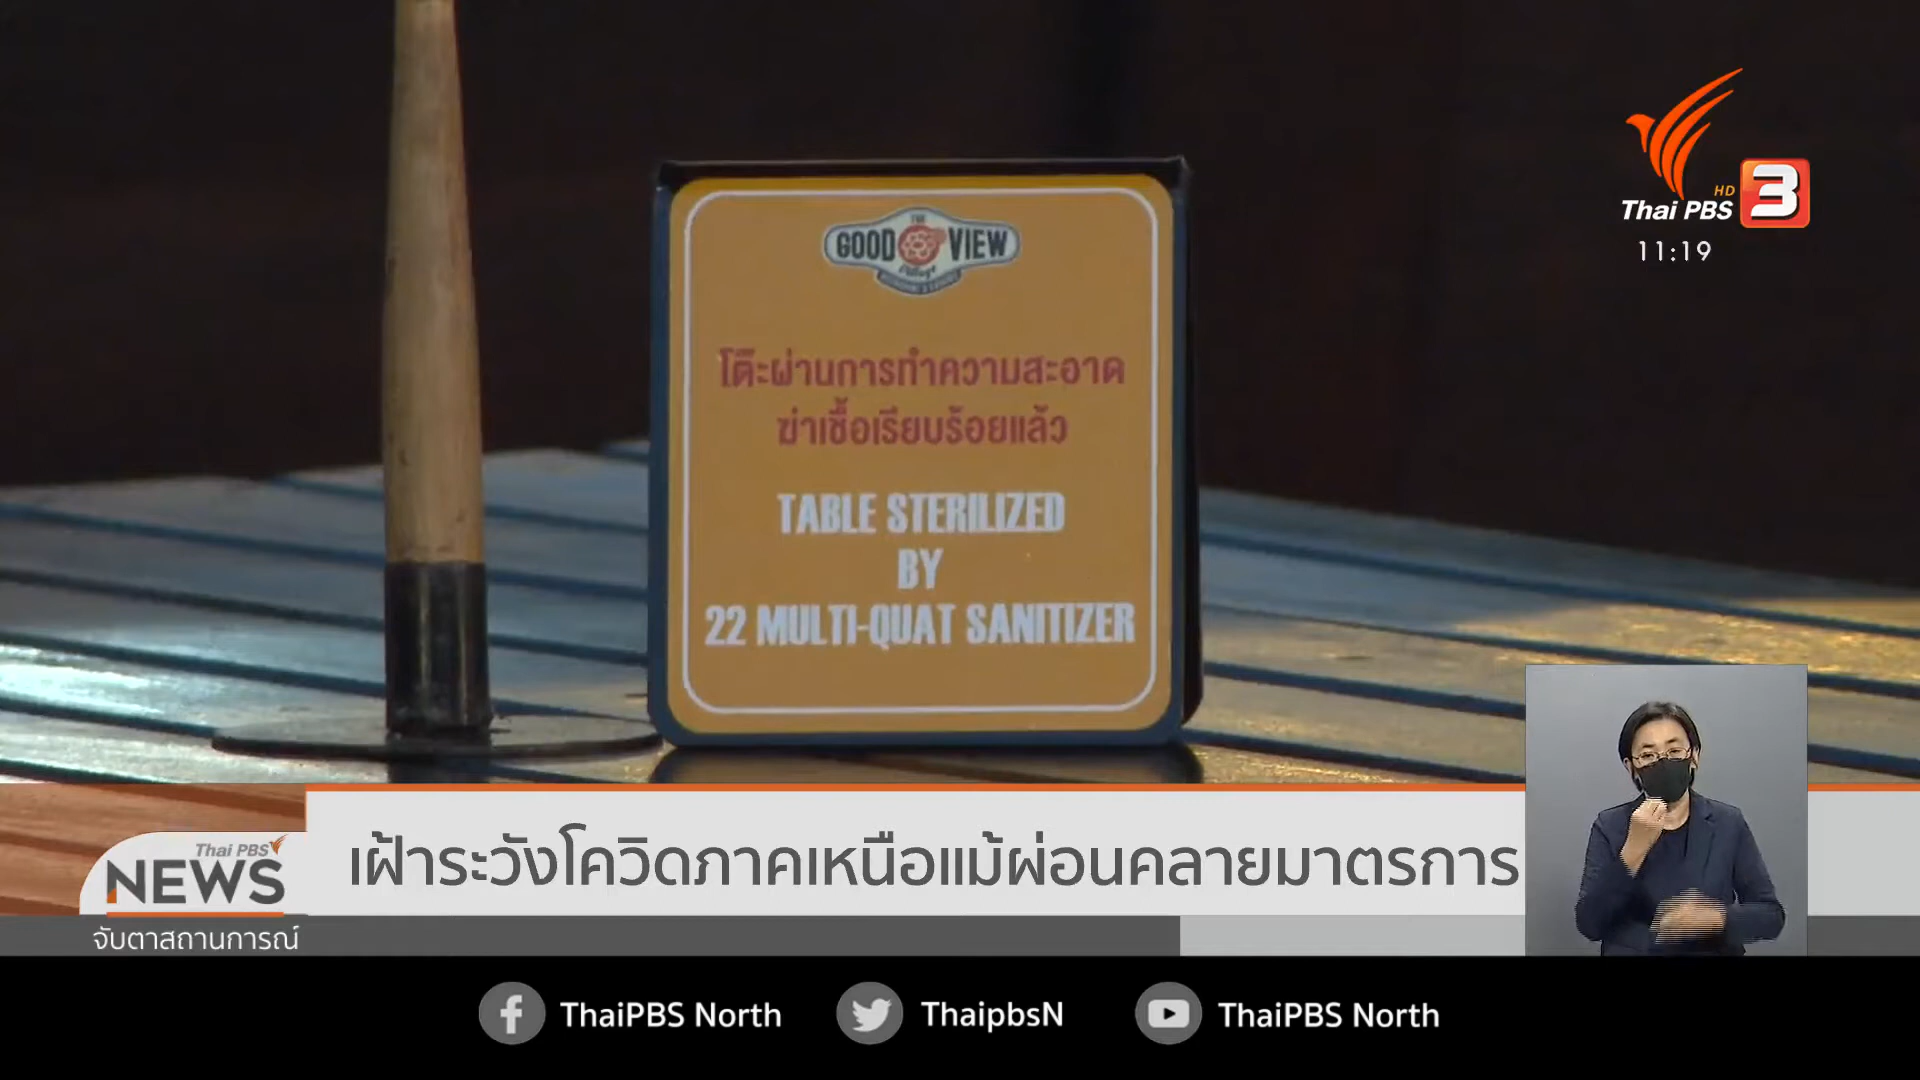 HD
Thai PBS 3
11:19
THE
GOOD VIEW
Village
โต๊ะผ่านการทำความสะอาด
ฆ่าเชื้อเรียบร้อยแล้ว
TABLE STERILIZED
BY
22 MULTI-QUAT SANITIZER
Thai PBS
NEWS
เฝ้าระวังโควิดภาคเหนือแม้ผ่อนคลายมาตรการ
จับตาสถานการณ์
ThaiPBS North
ThaipbsN
ThaiPBS North